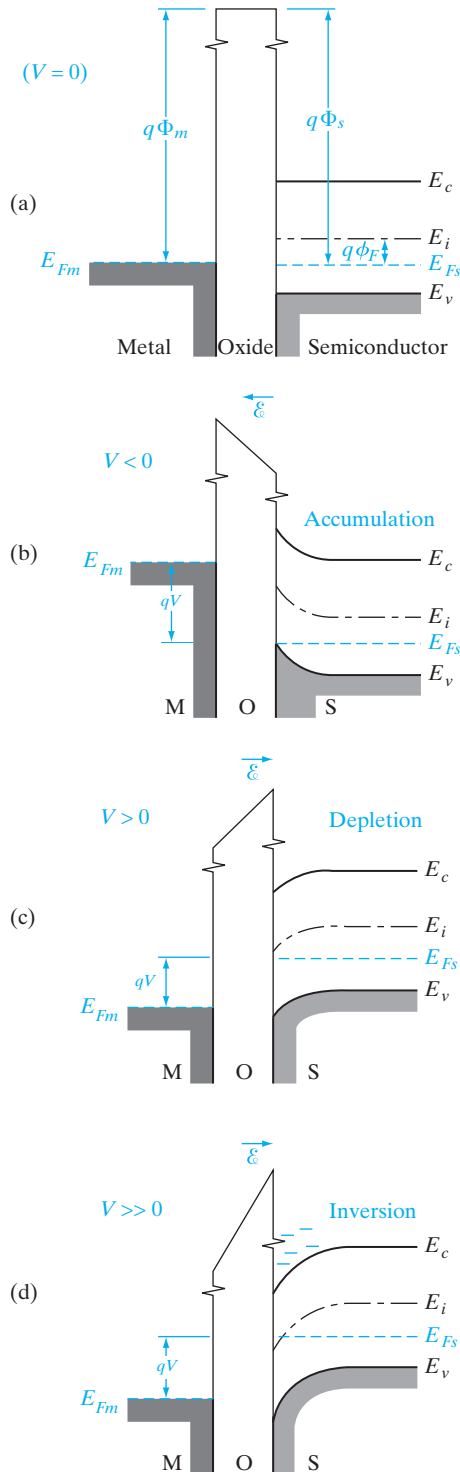 (V = 0)
qΦm
qΦs
Ec
(a)
Ei
qϕF
EFm
EFs
Ev
Metal
Oxide
Semiconductor
ℰ
V < 0
Accumulation
(b)
EFm
Ec
qV
Ei
EFs
Ev
M
O
S
ℰ
V > 0
Depletion
Ec
(c)
Ei
EFs
qV
EFm
Ev
M
O
S
ℰ
V >> 0
Inversion
Ec
(d)
Ei
EFs
qV
Ev
EFm
M
O
S